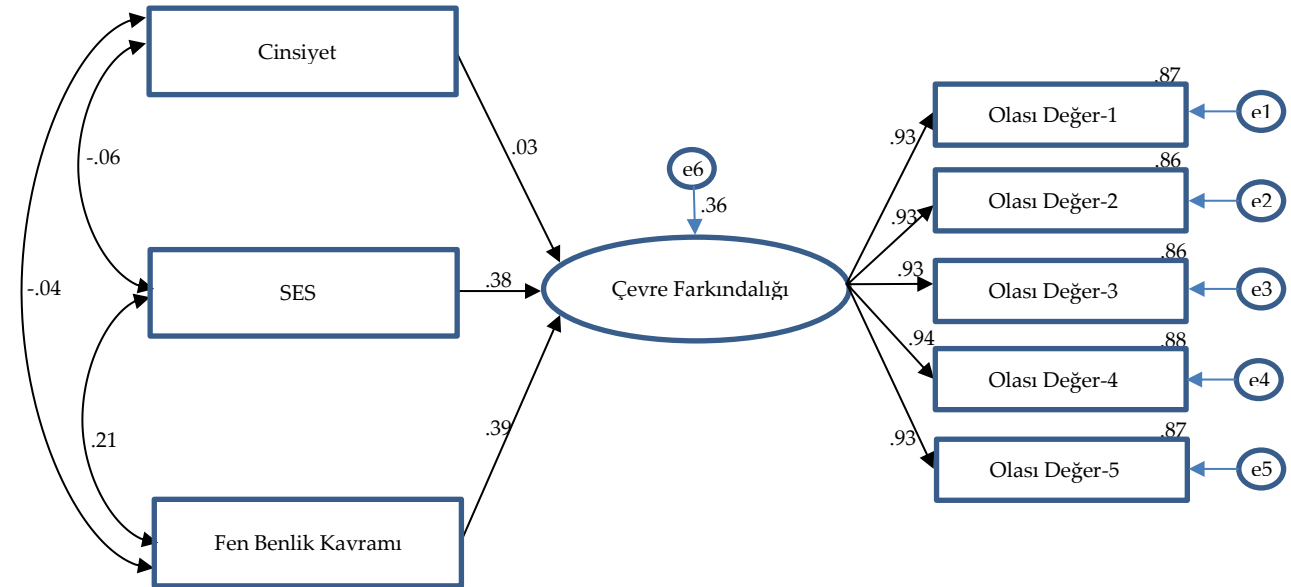 Cinsiyet
SES
Fen Benlik Kavramı
-.06
-.04
.21
.03
.38
.39
e6
.36
Çevre Farkındalığı
.93
.93
.93
.94
.93
.87
Olası Değer-1
e1
.86
Olası Değer-2
e2
.86
Olası Değer-3
e3
.88
Olası Değer-4
e4
.87
Olası Değer-5
e5